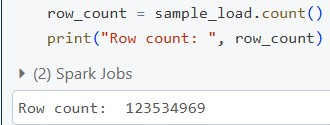 row_count = sample_load.count()
print("Row count: ", row_count)
(2) Spark Jobs
Row count:  123534969